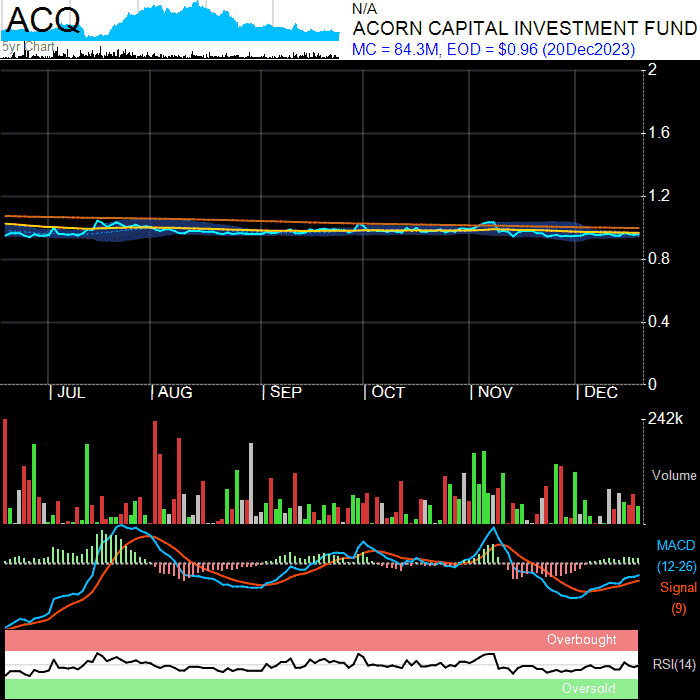 ACQ
5yr Chart
N/A
ACORN CAPITAL INVESTMENT FUND
MC = 84.3M, EOD = $0.96 (20Dec2023)
2
1.6
1.2
0.8
0.4
0
JUL AUG SEP OCT NOV DEC
242k
Volume
MACD
(12-26)
Signal
(9)
Overbought
RSI(14)
Oversold